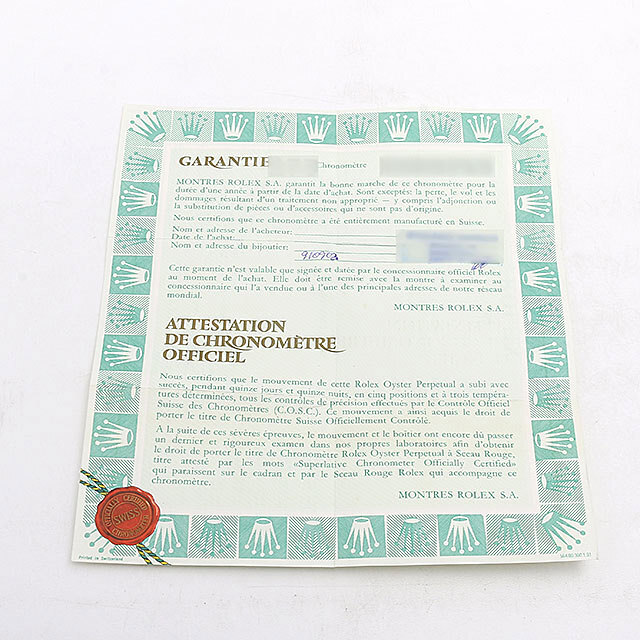 GARANTIE Chronomètre
MONTRES ROLEX S.A. garantit la bonne marche de ce chronomètre pour la
durée d'une année à partir de la date d'achat. Sont exceptés: la perte, le vol et les
dommages résultant d'un traitement non approprié – y compris l'adjonction ou
la substitution de pièces ou d'accessoires qui ne sont pas d'origine.
Nous certifions que ce chronomètre a été entièrement manufacturé en Suisse.
Nom et adresse de l'acheteur:
Date de l'achat:
Nom et adresse du bijoutier:
Cette garantie n'est valable que signée et datée par le concessionnaire officiel Rolex
au moment de l'achat. Elle doit être remise avec la montre à examiner au
concessionnaire qui l'a vendue ou à l'une des principales adresses de notre réseau
mondial.
MONTRES ROLEX S.A.
ATTESTATION
DE CHRONOMÈTRE
OFFICIEL
Nous certifions que le mouvement de cette Rolex Oyster Perpetual a subi avec
succès, pendant quinze jours et quinze nuits, en cinq positions et à trois tempéra-
tures déterminées, tous les contrôles de précision effectués par le Contrôle Officiel
Suisse des Chronomètres (C.O.S.C.). Ce mouvement a ainsi acquis le droit de
porter le titre de Chronomètre Suisse Officiellement Contrôlé.
A la suite de ces sévères épreuves, le mouvement et le boîtier ont encore du passer
un dernier et rigoureux examen dans nos propres laboratoires afin d'obtenir
le droit de porter le titre de Chronomètre Rolex Oyster Perpetual à Sceau Rouge,
titre attesté par les mots «Superlative Chronometer Officially Certified»
qui paraissent sur le cadran et par le Sceau Rouge Rolex qui accompagne ce
chronomètre.
MONTRES ROLEX S.A.
OFFICIALLY CERTIFIED
SWISS
CHRONOMETER
Printed in Switzerland